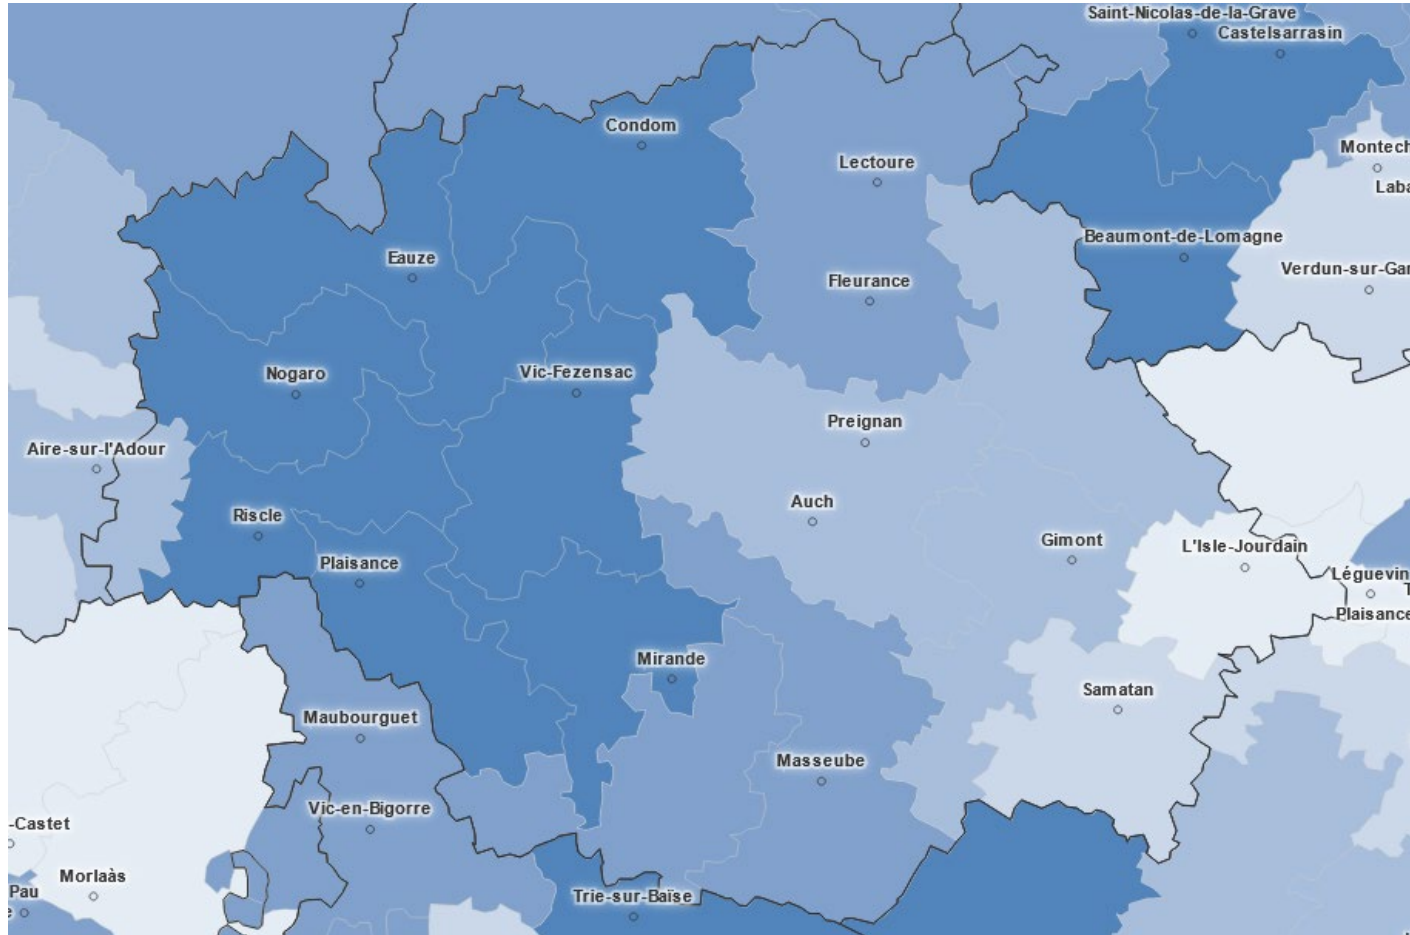 Saint-Nicolas-de-la-Grave
Castelsarrasin
Condom
Montech
Lectoure
Laba
Beaumont-de-Lomagne
Eauze
Verdun-sur-Gar
Fleurance
Nogaro
Vic-Fezensac
Preignan
Aire-sur-l'Adour
Auch
Riscle
Gimont
L'Isle-Jourdain
Plaisance
Léguevin
T
Plaisance
Mirande
Samatan
Maubourguet
Masseube
Vic-en-Bigorre
-Castet
Morlaàs
Pau
e
Trie-sur-Baïse